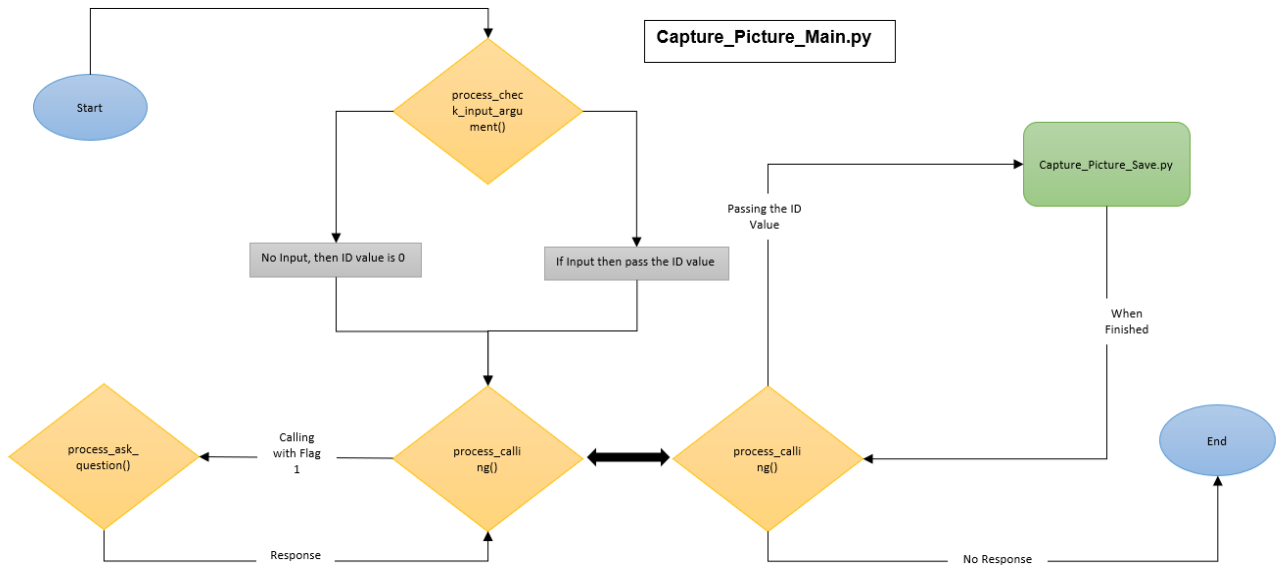 Capture_Picture_Main.py
Start
process_chec
k_input_argu
ment()
Capture_Picture_Save.py
Passing the ID
Value
No Input, then ID value is 0
If Input then pass the ID value
When
Finished
process_ask_
question()
Calling
with Flag
1
process_calli
ng()
process_calli
ng()
End
Response
No Response